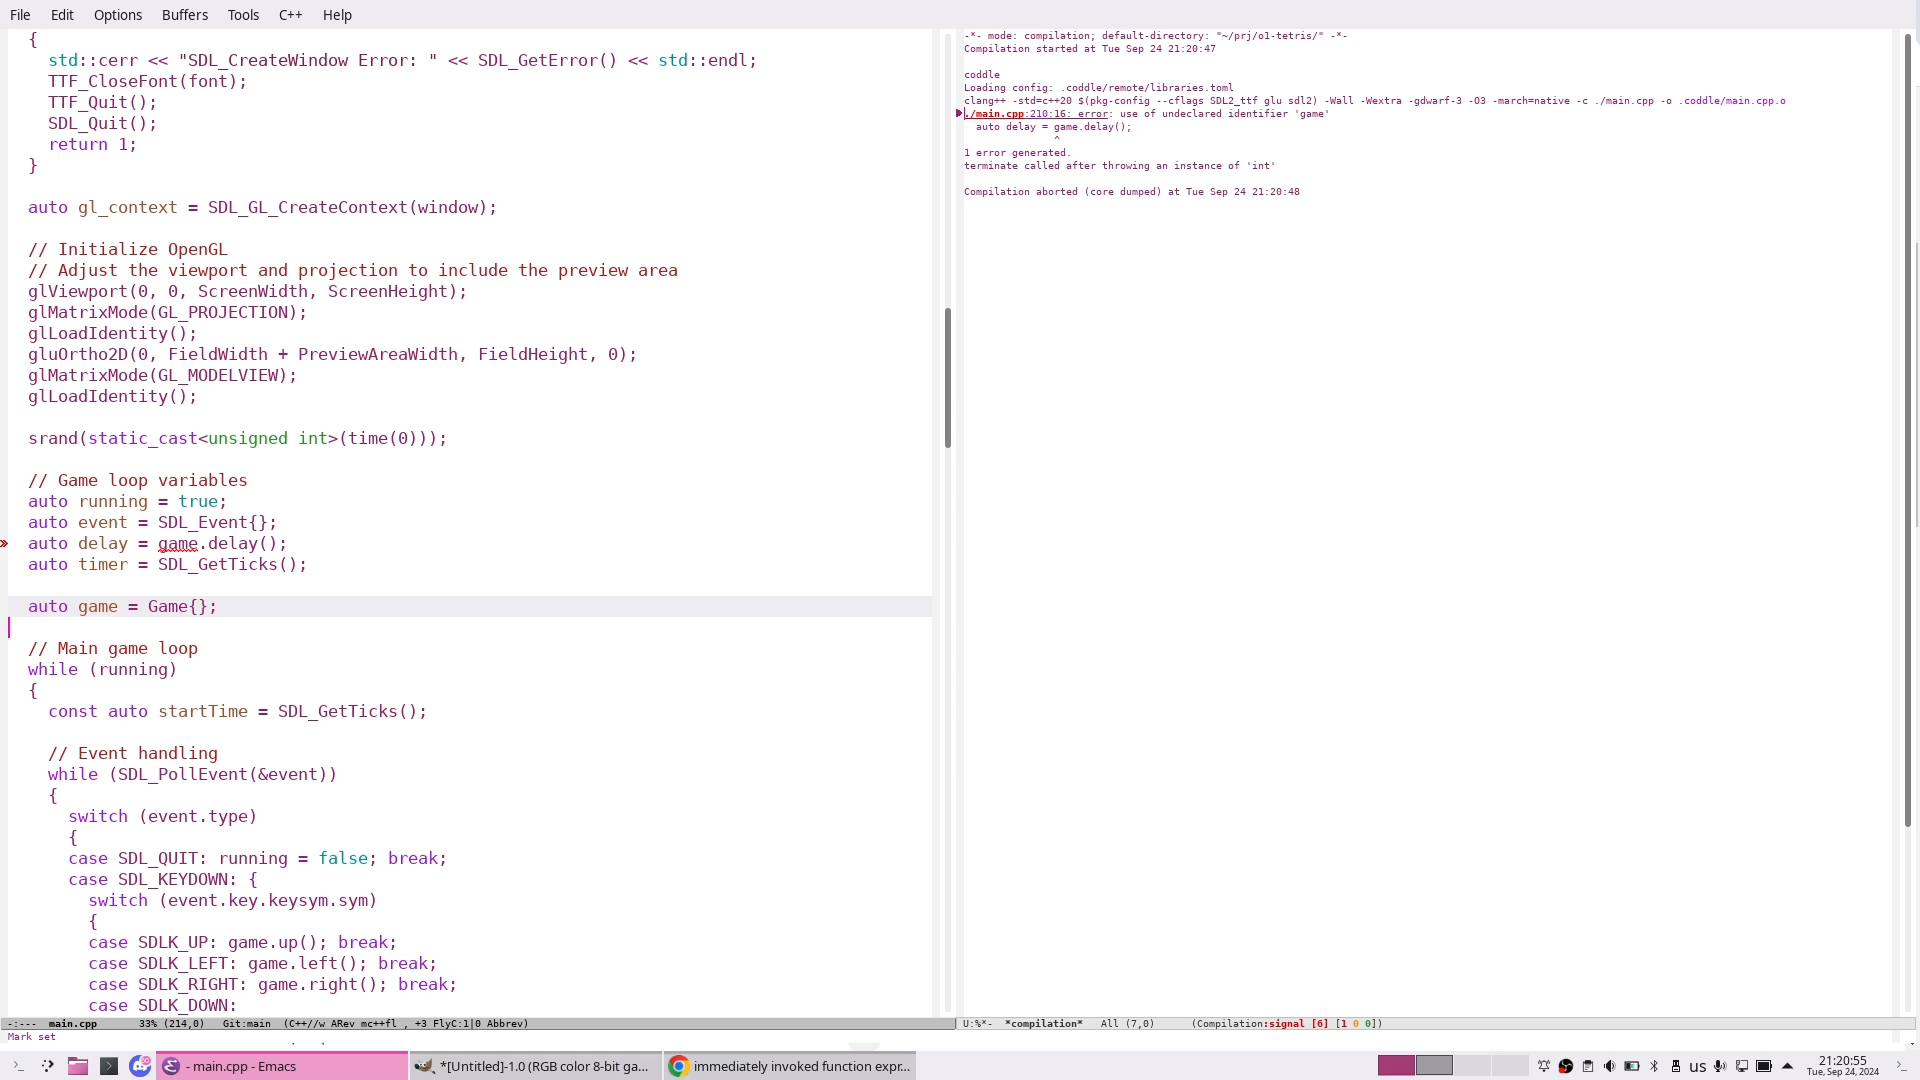 File Edit Options Buffers Tools C++ Help
{
std::cerr << "SDL_CreateWindow Error: " << SDL_GetError() << std::endl;
TTF_CloseFont(font);
TTF_Quit();
SDL_Quit();
return 1;
}
auto gl_context = SDL_GL_CreateContext(window);
// Initialize OpenGL
// Adjust the viewport and projection to include the preview area
glViewport(0, 0, ScreenWidth, ScreenHeight);
glMatrixMode(GL_PROJECTION);
glLoadIdentity();
gluOrtho2D(0, FieldWidth + PreviewAreaWidth, FieldHeight, 0);
glMatrixMode(GL_MODELVIEW);
glLoadIdentity();
srand(static_cast<unsigned int>(time(0)));
// Game loop variables
auto running = true;
auto event = SDL_Event{};
auto delay = game.delay();
auto timer = SDL_GetTicks();
auto game = Game{};
// Main game loop
while (running)
{
const auto startTime = SDL_GetTicks();
// Event handling
while (SDL_PollEvent(&event))
{
switch (event.type)
{
case SDL_QUIT: running = false; break;
case SDL_KEYDOWN: {
switch (event.key.keysym.sym)
{
case SDLK_UP: game.up(); break;
case SDLK_LEFT: game.left(); break;
case SDLK_RIGHT: game.right(); break;
case SDLK_DOWN:
-:--- main.cpp 33% (214,0) Git:main (C++//w ARev mc++fl , +3 FlyC:1|0 Abbrev)
Mark set
-*- mode: compilation; default-directory: "~/prj/o1-tetris/" -*-
Compilation started at Tue Sep 24 21:20:47
coddle
Loading config: .coddle/remote/libraries.toml
clang++ -std=c++20 $(pkg-config --cflags SDL2_ttf glu sdl2) -Wall -Wextra -gdwarf-3 -O3 -march=native -c ./main.cpp -o .coddle/main.cpp.o
./main.cpp:210:16: error: use of undeclared identifier 'game'
auto delay = game.delay();
^
1 error generated.
terminate called after throwing an instance of 'int'
Compilation aborted (core dumped) at Tue Sep 24 21:20:48
U:%*- *compilation* All (7,0) (Compilation:signal [6] [1 0 0])
- main.cpp - Emacs
*[Untitled]-1.0 (RGB color 8-bit ga...
immediately invoked function expr...
us
21:20:55
Tue, Sep 24, 2024